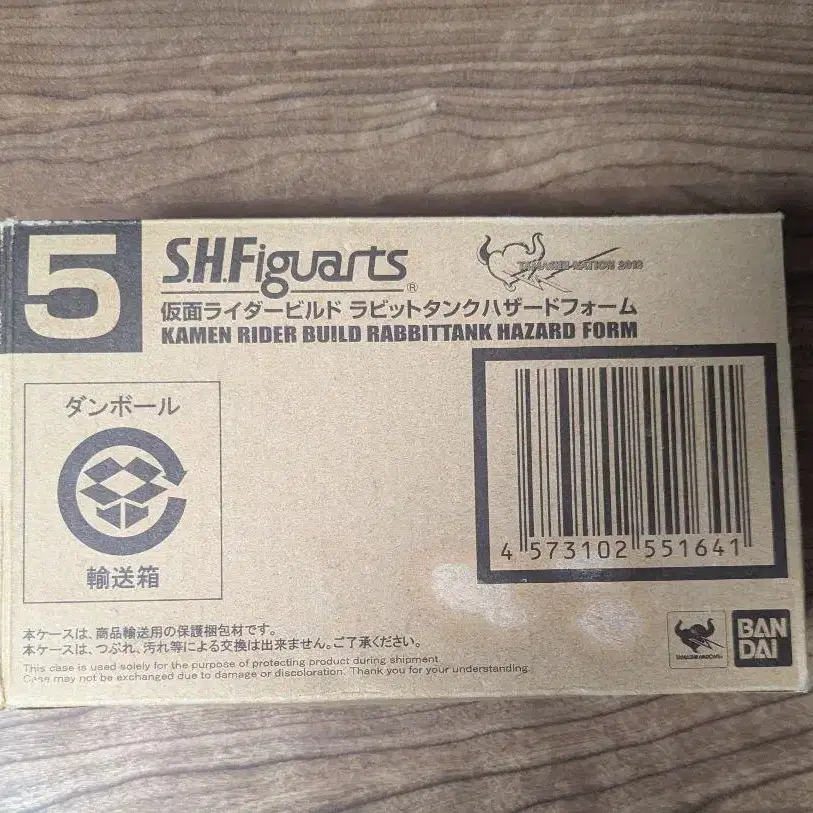 5
S.H.Figuarts
®
TAMASHII NATION 2018
仮面ライダービルド ラビットタンクハザードフォーム
KAMEN RIDER BUILD RABBITTANK HAZARD FORM
ダンボール
輸送箱
4 573102 551641
本ケースは、商品輸送用の保護梱包材です。
本ケースは、つぶれ、汚れ等による交換は出来ません。ご了承ください。
This case is used solely for the purpose of protecting product during shipment.
Case may not be exchanged due to damage or discoloration. Thank you for your understanding.
TAMASHII NATIONS
BAN
DAI